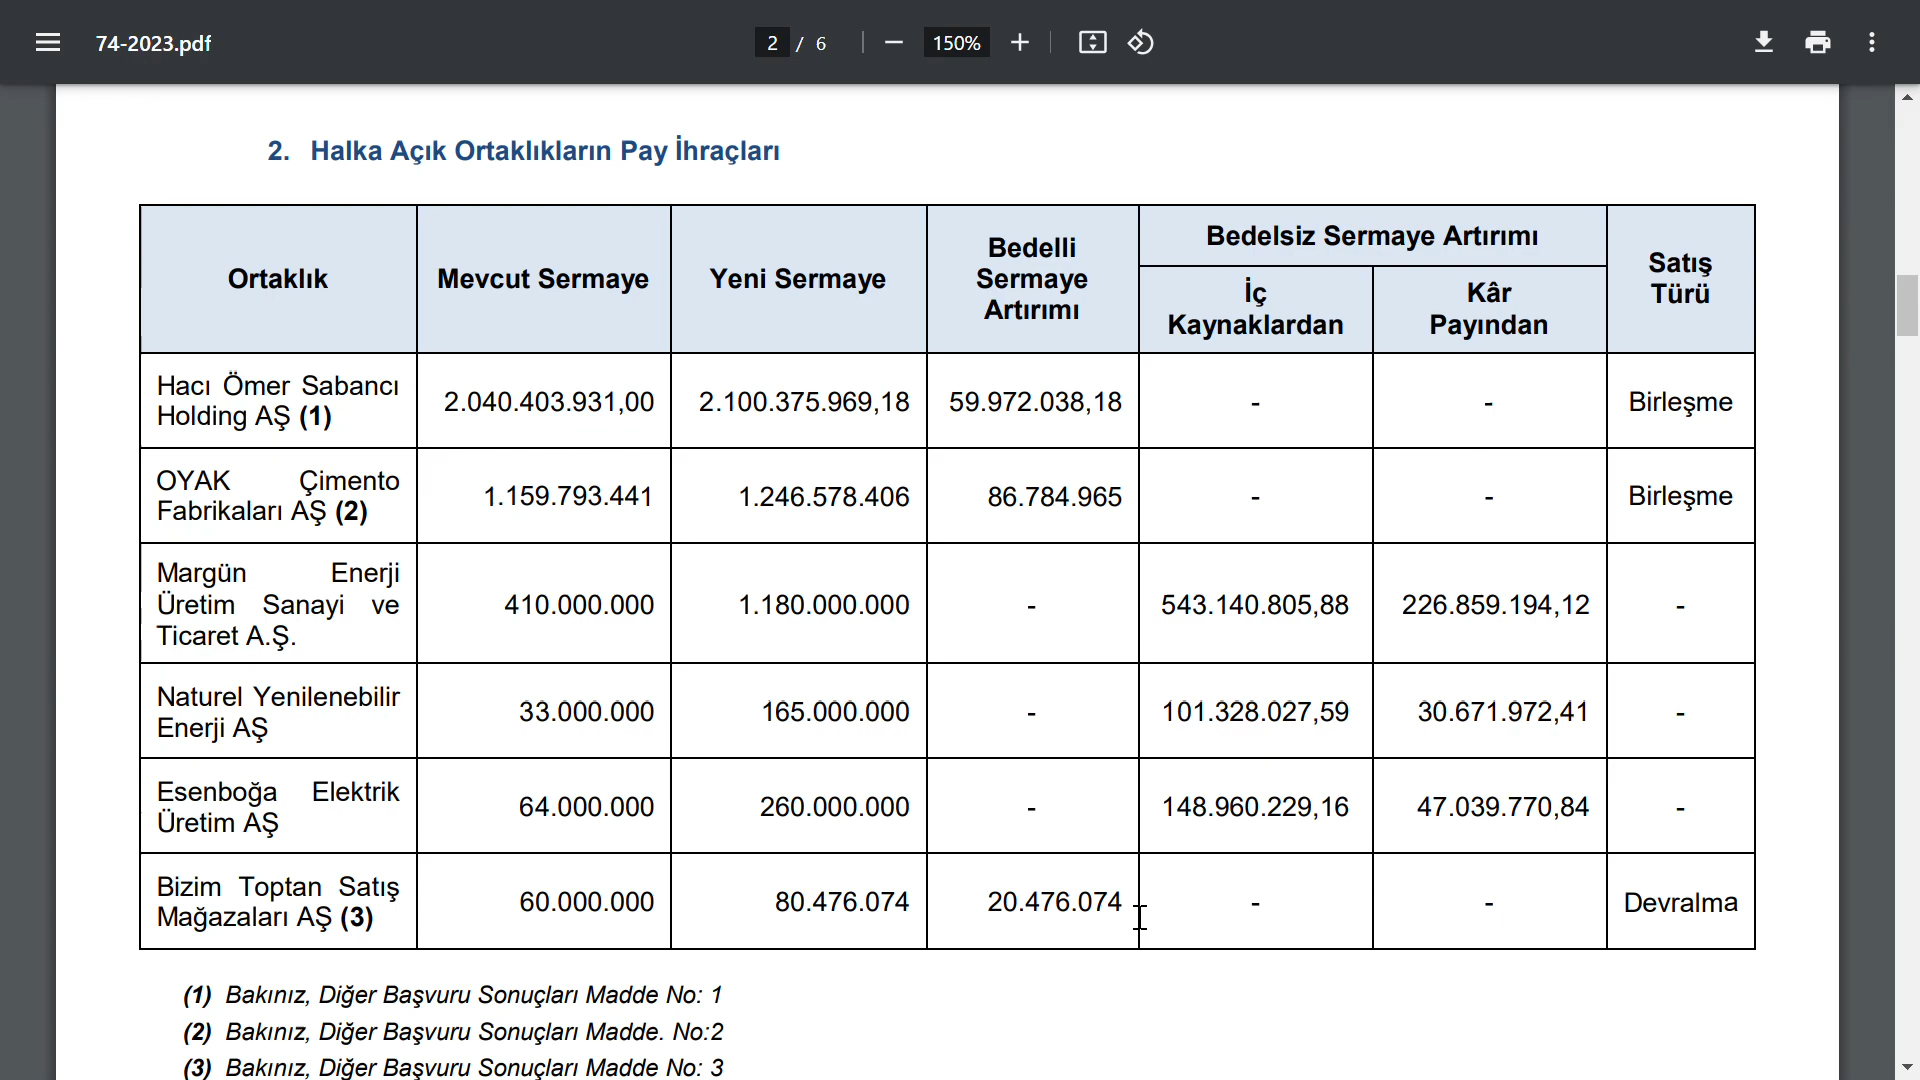 74-2023.pdf
2 / 6
150%
2. Halka Açık Ortaklıkların Pay İhraçları
Ortaklık
Mevcut Sermaye
Yeni Sermaye
Bedelli
Sermaye
Artırımı
Bedelsiz Sermaye Artırımı
İç
Kaynaklardan
Kâr
Payından
Satış
Türü
Hacı Ömer Sabancı
Holding AŞ (1)
2.040.403.931,00
2.100.375.969,18
59.972.038,18
-
-
Birleşme
OYAK Çimento
Fabrikaları AŞ (2)
1.159.793.441
1.246.578.406
86.784.965
-
-
Birleşme
Margün Enerji
Üretim Sanayi ve
Ticaret A.Ş.
410.000.000
1.180.000.000
-
543.140.805,88
226.859.194,12
-
Naturel Yenilenebilir
Enerji AŞ
33.000.000
165.000.000
-
101.328.027,59
30.671.972,41
-
Esenboğa Elektrik
Üretim AŞ
64.000.000
260.000.000
-
148.960.229,16
47.039.770,84
-
Bizim Toptan Satış
Mağazaları AŞ (3)
60.000.000
80.476.074
20.476.074
-
-
Devralma
(1) Bakınız, Diğer Başvuru Sonuçları Madde No: 1
(2) Bakınız, Diğer Başvuru Sonuçları Madde. No:2
(3) Bakınız, Diğer Başvuru Sonuçları Madde No: 3